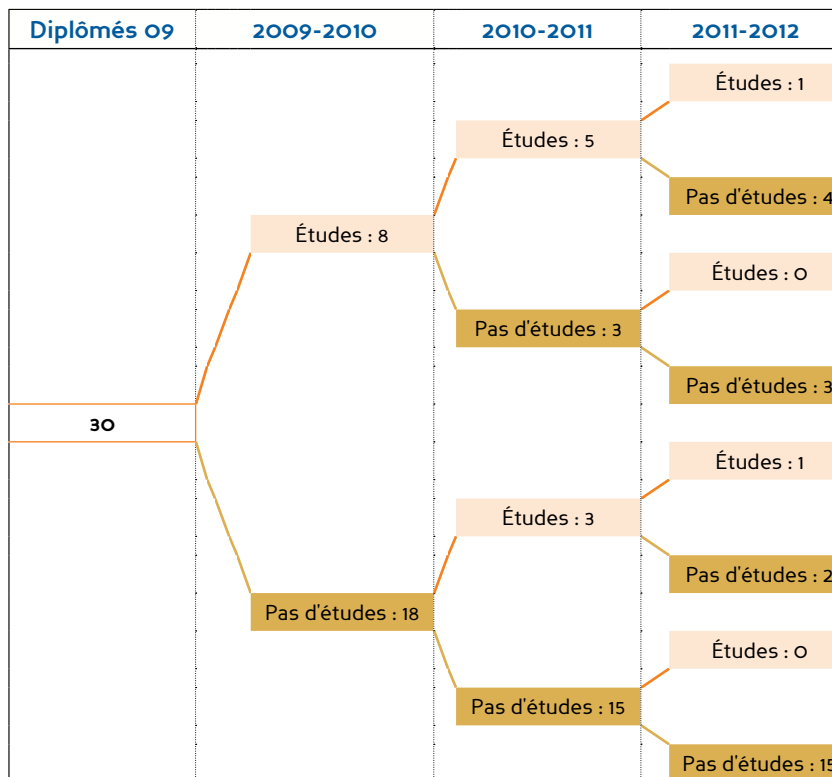 Diplômés 09 2009-2010 2010-2011 2011-2012
Études : 1
Études : 5
Pas d'études : 4
Études : 8
Études : 0
Pas d'études : 3
Pas d'études : 3
30
Études : 1
Études : 3
Pas d'études : 2
Pas d'études : 18
Études : 0
Pas d'études : 15
Pas d'études : 15